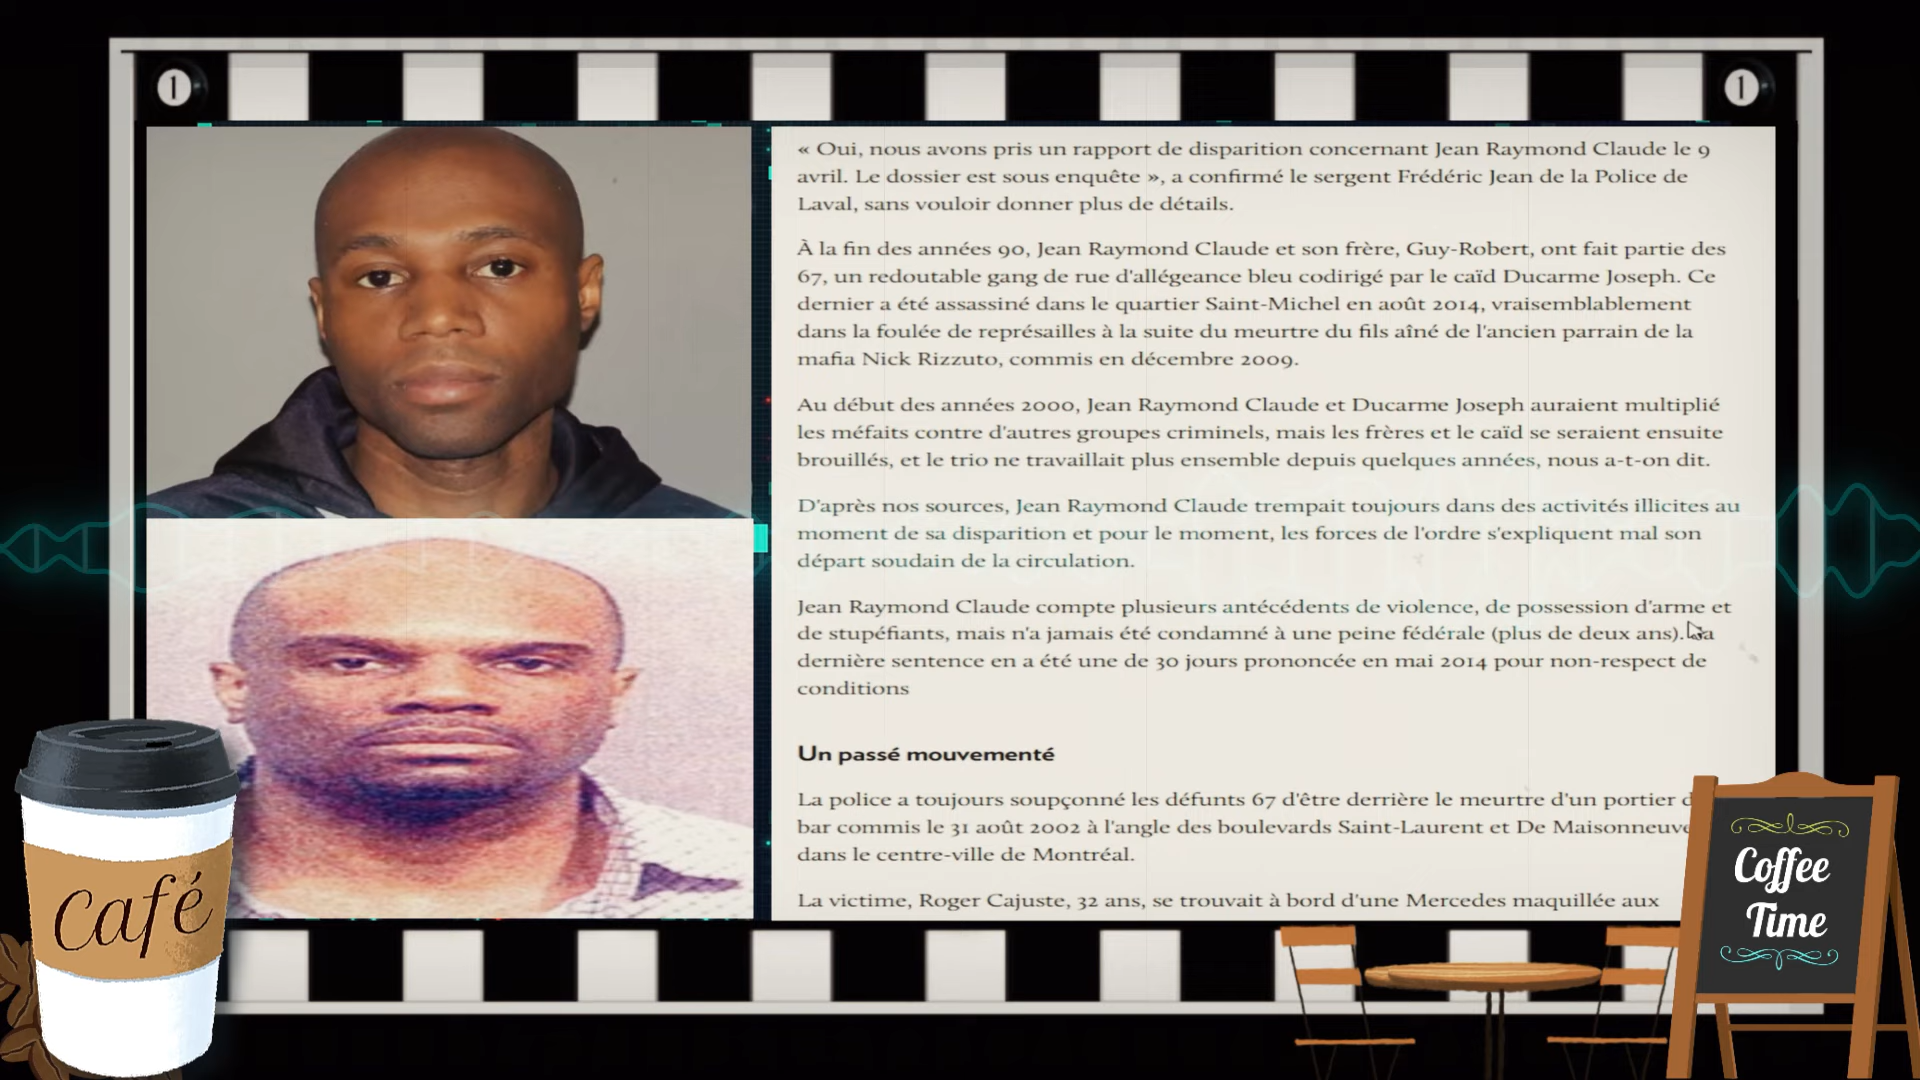 1
1
« Oui, nous avons pris un rapport de disparition concernant Jean Raymond Claude le 9
avril. Le dossier est sous enquête », a confirmé le sergent Frédéric Jean de la Police de
Laval, sans vouloir donner plus de détails.
À la fin des années 90, Jean Raymond Claude et son frère, Guy-Robert, ont fait partie des
67, un redoutable gang de rue d'allégeance bleu codirigé par le caïd Ducarme Joseph. Ce
dernier a été assassiné dans le quartier Saint-Michel en août 2014, vraisemblablement
dans la foulée de représailles à la suite du meurtre du fils aîné de l'ancien parrain de la
mafia Nick Rizzuto, commis en décembre 2009.
Au début des années 2000, Jean Raymond Claude et Ducarme Joseph auraient multiplié
les méfaits contre d'autres groupes criminels, mais les frères et le caïd se seraient ensuite
brouillés, et le trio ne travaillait plus ensemble depuis quelques années, nous a-t-on dit.
D'après nos sources, Jean Raymond Claude trempait toujours dans des activités illicites au
moment de sa disparition et pour le moment, les forces de l'ordre s'expliquent mal son
départ soudain de la circulation.
Jean Raymond Claude compte plusieurs antécédents de violence, de possession d'arme et
de stupéfiants, mais n'a jamais été condamné à une peine fédérale (plus de deux ans).
dernière sentence en a été une de 30 jours prononcée en mai 2014 pour non-respect de
conditions
Un passé mouvementé
La police a toujours soupçonné les défunts 67 d'être derrière le meurtre d'un portier
bar commis le 31 août 2002 à l'angle des boulevards Saint-Laurent et De Maisonneuve
dans le centre-ville de Montréal.
La victime, Roger Cajuste, 32 ans, se trouvait à bord d'une Mercedes maquillée aux
Café
Coffee
Time